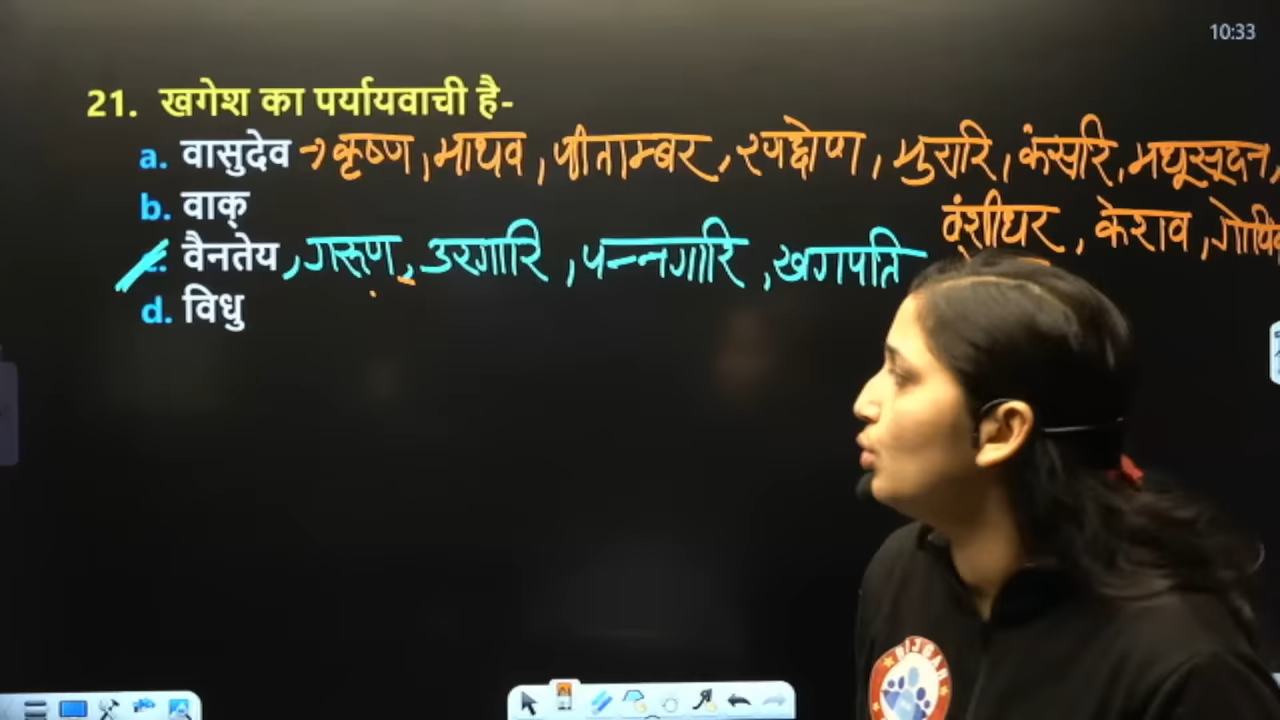 10:33
21. खगेश का पर्यायवाची है-
a. वासुदेव → कृष्ण, माधव, पीताम्बर, रणछोण, मुरारि, कंसारि, मधुसूदन,
वंशीधर, केशव,
b. वाक्
c. वैनतेय, गरूण, उरगारि, पन्नगारि, खगपति
d. विधु